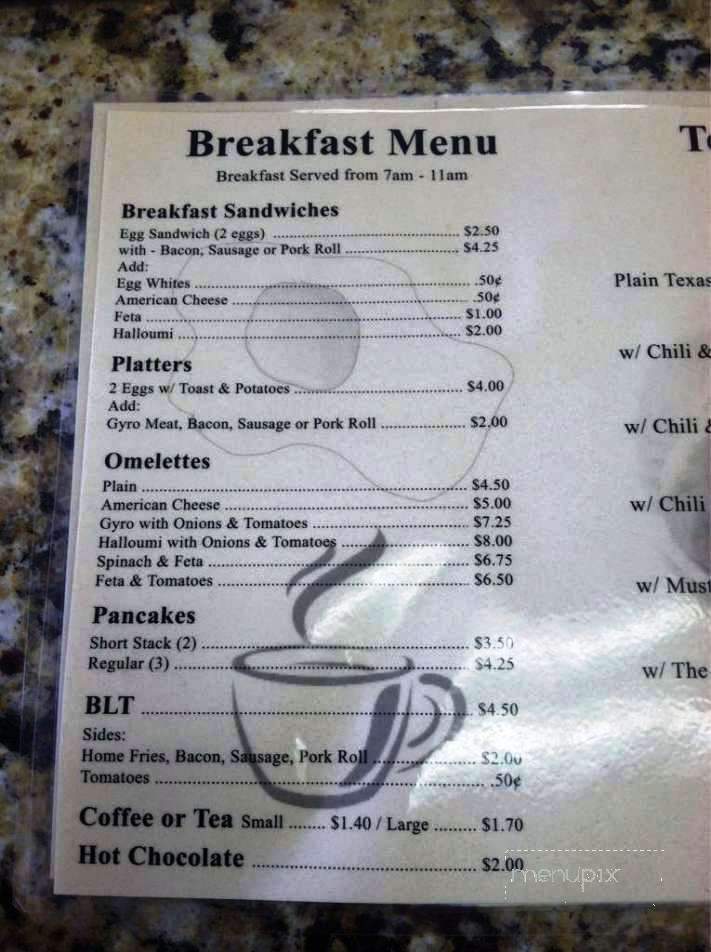 Breakfast Menu
Breakfast Served from 7am - 11am
Breakfast Sandwiches
Egg Sandwich (2 eggs) ........ $2.50
with - Bacon, Sausage or Pork Roll ........ $4.25
Add:
Egg Whites ........ .50¢
American Cheese ........ .50¢
Feta ........ $1.00
Halloumi ........ $2.00
Platters
2 Eggs w/ Toast & Potatoes ........ $4.00
Add:
Gyro Meat, Bacon, Sausage or Pork Roll ........ $2.00
Omelettes
Plain ........ $4.50
American Cheese ........ $5.00
Gyro with Onions & Tomatoes ........ $7.25
Halloumi with Onions & Tomatoes ........ $8.00
Spinach & Feta ........ $6.75
Feta & Tomatoes ........ $6.50
Pancakes
Short Stack (2) ........ $3.50
Regular (3) ........ $4.25
BLT ........ $4.50
Sides:
Home Fries, Bacon, Sausage, Pork Roll ........ $2.00
Tomatoes ........ .50¢
Coffee or Tea Small ........ $1.40 / Large ......... $1.70
Hot Chocolate ........ $2.00
Plain Texas
w/ Chili &
w/ Chili &
w/ Chili
w/ Must
w/ The
menupix